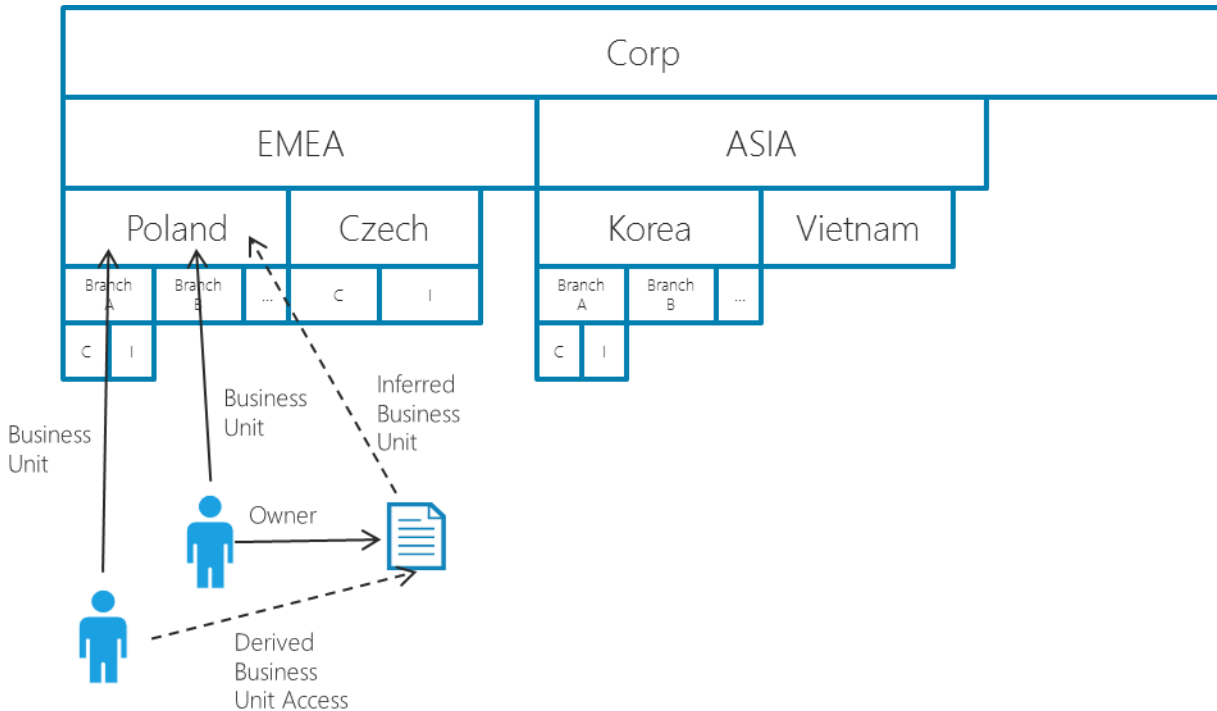 Corp
EMEA
ASIA
Poland
Czech
Korea
Vietnam
Branch
A
Branch
B
...
C
I
Branch
A
Branch
B
...
C
I
C
I
Business
Unit
Business
Unit
Inferred
Business
Unit
Owner
Derived
Business
Unit Access